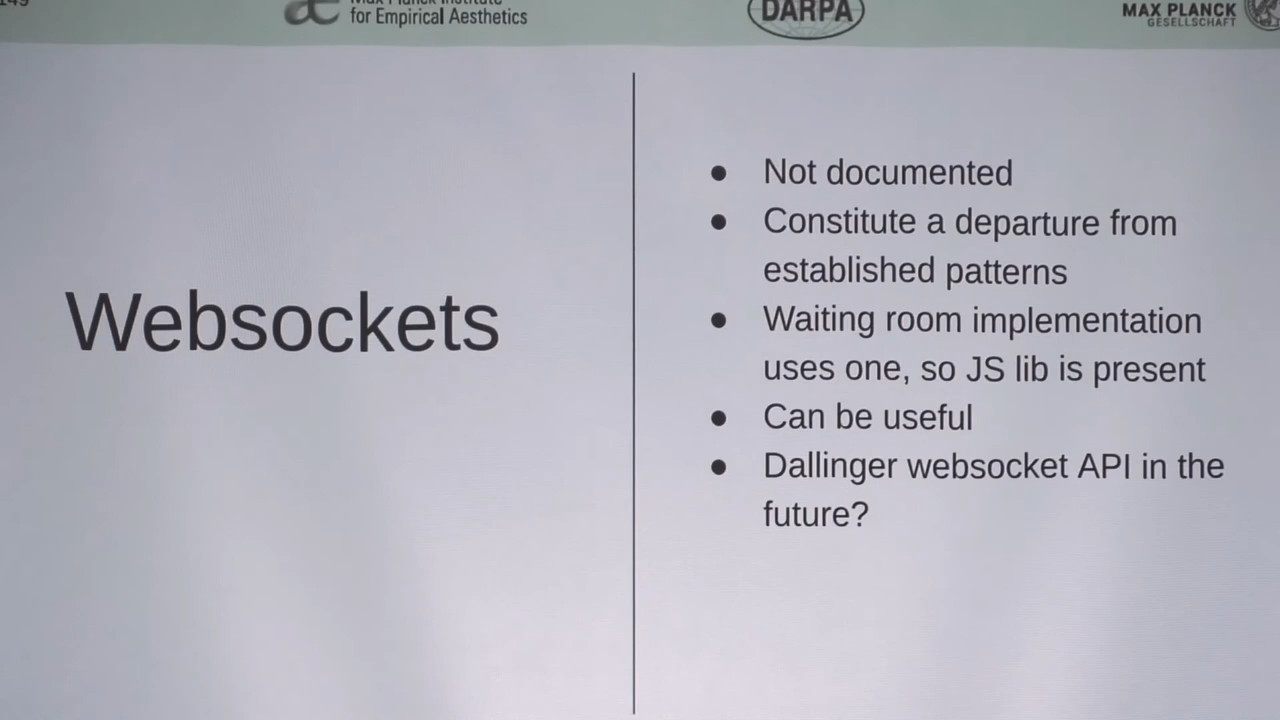 for Empirical Aesthetics
DARPA
MAX PLANCK
GESELLSCHAFT
Websockets
● Not documented
● Constitute a departure from
established patterns
● Waiting room implementation
uses one, so JS lib is present
● Can be useful
● Dallinger websocket API in the
future?